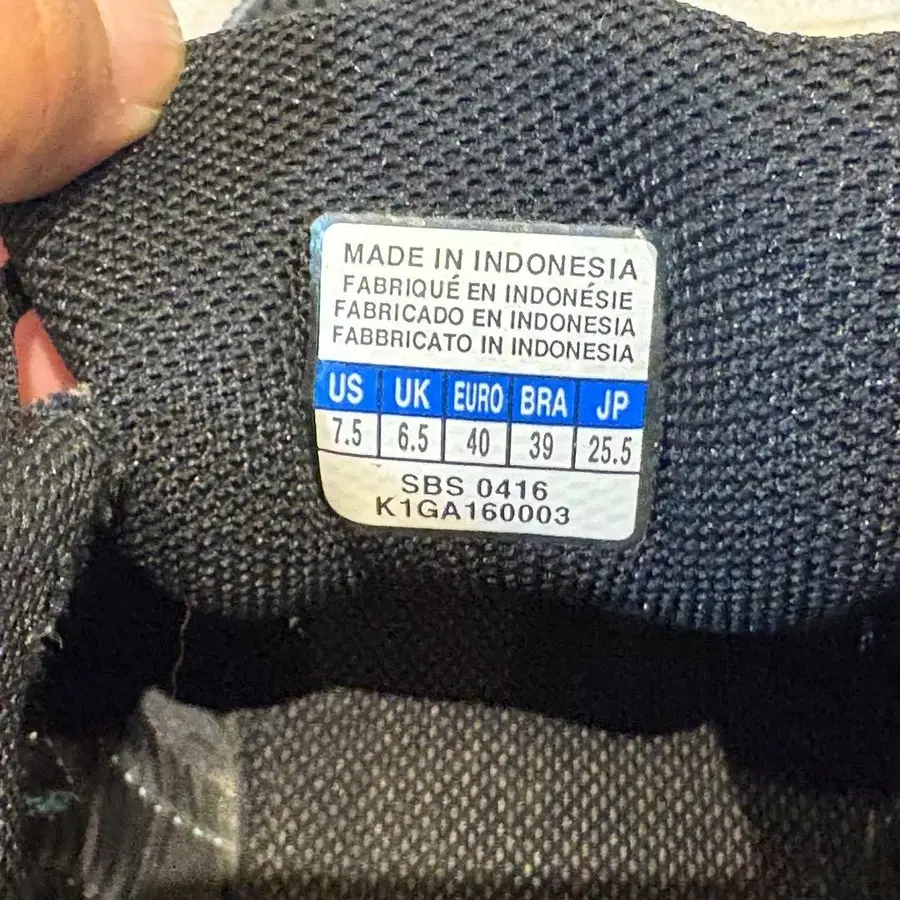 MADE IN INDONESIA
FABRIQUÉ EN INDONÉSIE
FABRICADO EN INDONESIA
FABBRICATO IN INDONESIA
US UK EURO BRA JP
7.5 6.5 40 39 25.5
SBS 0416
K1GA160003